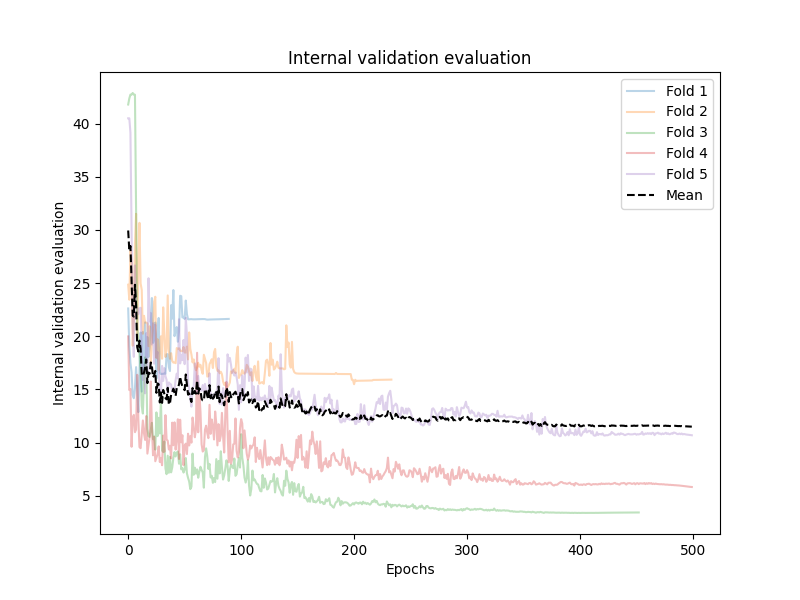 Internal validation evaluation
Fold 1
Fold 2
Fold 3
Fold 4
Fold 5
Mean
Internal validation evaluation
40
35
30
25
20
15
10
5
0
100
200
300
400
500
Epochs